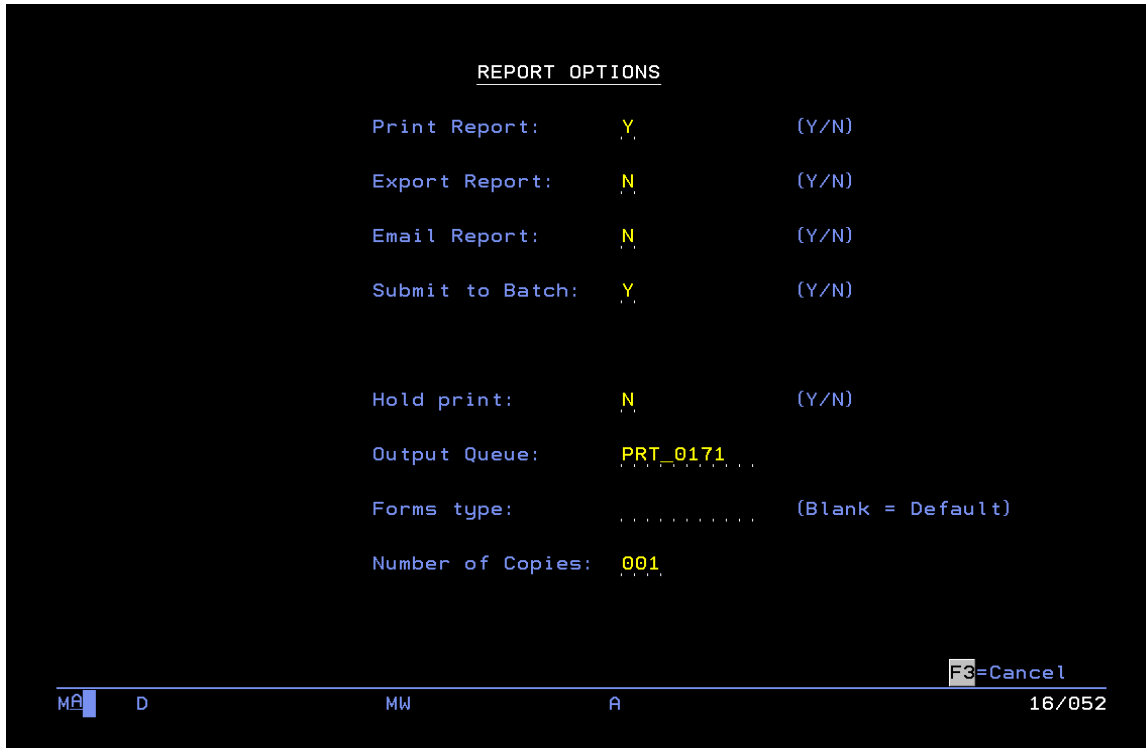 REPORT OPTIONS
Print Report: Y (Y/N)
Export Report: N (Y/N)
Email Report: N (Y/N)
Submit to Batch: Y (Y/N)
Hold print: N (Y/N)
Output Queue: PRT_0171
Forms type: (Blank = Default)
Number of Copies: 001
F3=Cancel
MA D MW A 16/052